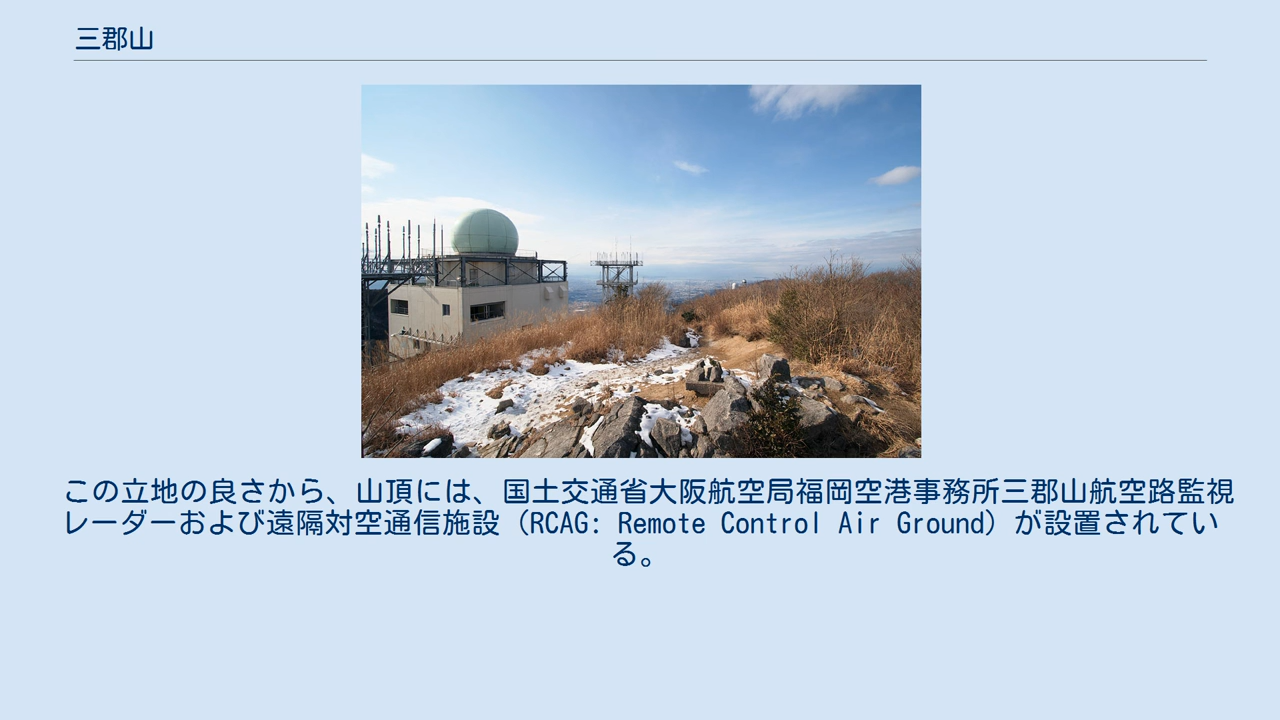 三郡山
この立地の良さから、山頂には、国土交通省大阪航空局福岡空港事務所三郡山航空路監視
レーダーおよび遠隔対空通信施設（RCAG: Remote Control Air Ground）が設置されてい
る。